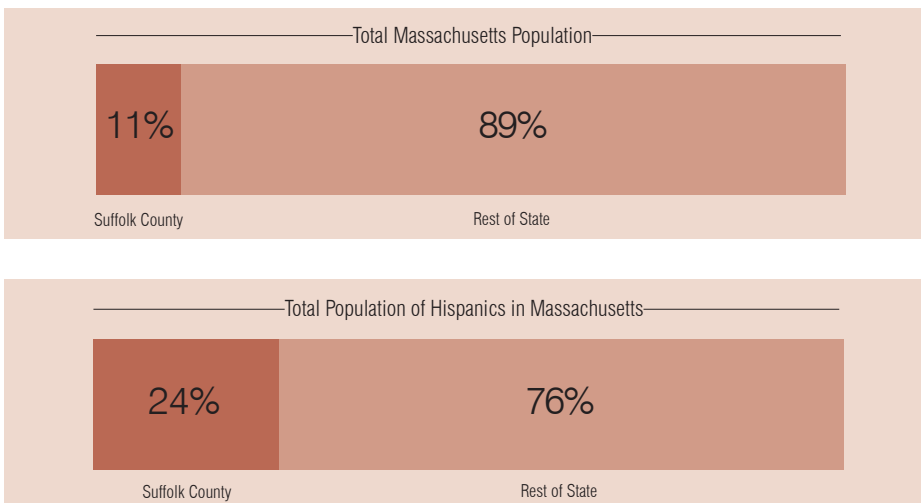 Total Massachusetts Population
11%
89%
Suffolk County
Rest of State
Total Population of Hispanics in Massachusetts
24%
76%
Suffolk County
Rest of State